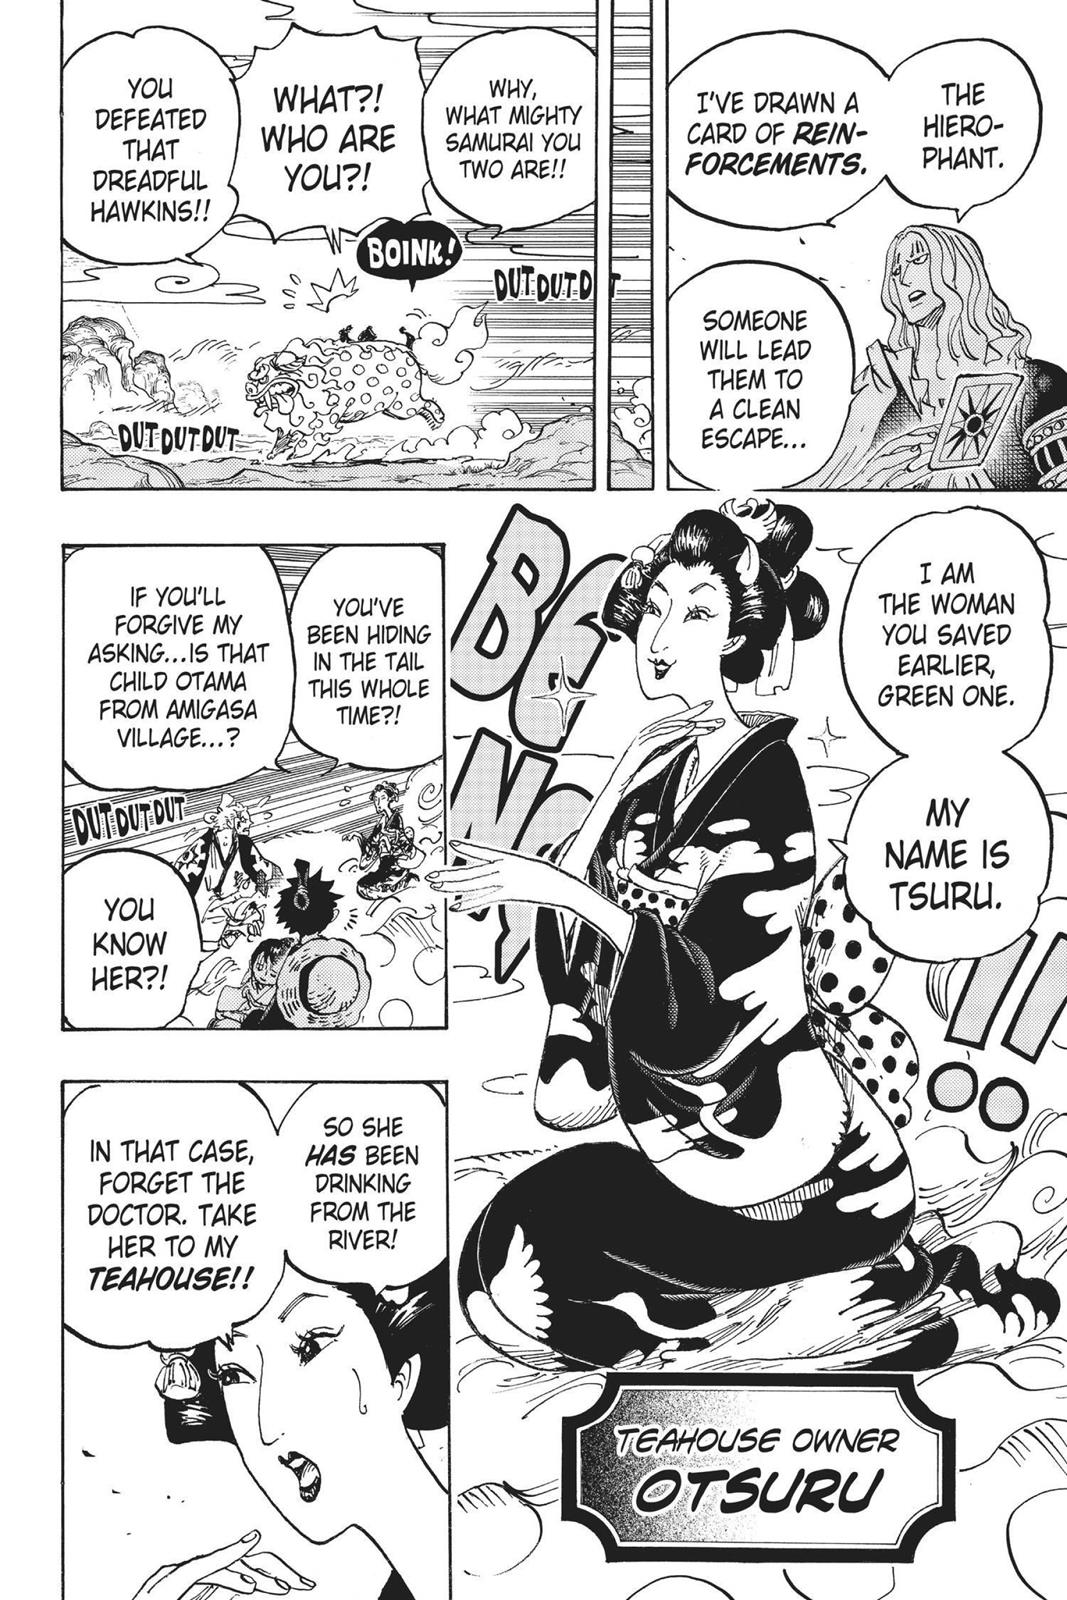 THE
HIERO-
PHANT.
I'VE DRAWN A
CARD OF REIN-
FORCEMENTS.
SOMEONE
WILL LEAD
THEM TO
A CLEAN
ESCAPE...
WHY,
WHAT MIGHTY
SAMURAI YOU
TWO ARE!!
WHAT?!
WHO ARE
YOU?!
YOU
DEFEATED
THAT
DREADFUL
HAWKINS!!
BOINK!
DUT DUT DUT
DUT DUT DUT
I AM
THE WOMAN
YOU SAVED
EARLIER,
GREEN ONE.
MY
NAME IS
TSURU.
BENNGY!!
TEAHOUSE OWNER
OTSURU
YOU'VE
BEEN HIDING
IN THE TAIL
THIS WHOLE
TIME?!
IF YOU'LL
FORGIVE MY
ASKING...IS THAT
CHILD OTAMA
FROM AMIGASA
VILLAGE...?
DUT DUT DUT
YOU
KNOW
HER?!
SO SHE
HAS BEEN
DRINKING
FROM THE
RIVER!
IN THAT CASE,
FORGET THE
DOCTOR. TAKE
HER TO MY
TEAHOUSE!!